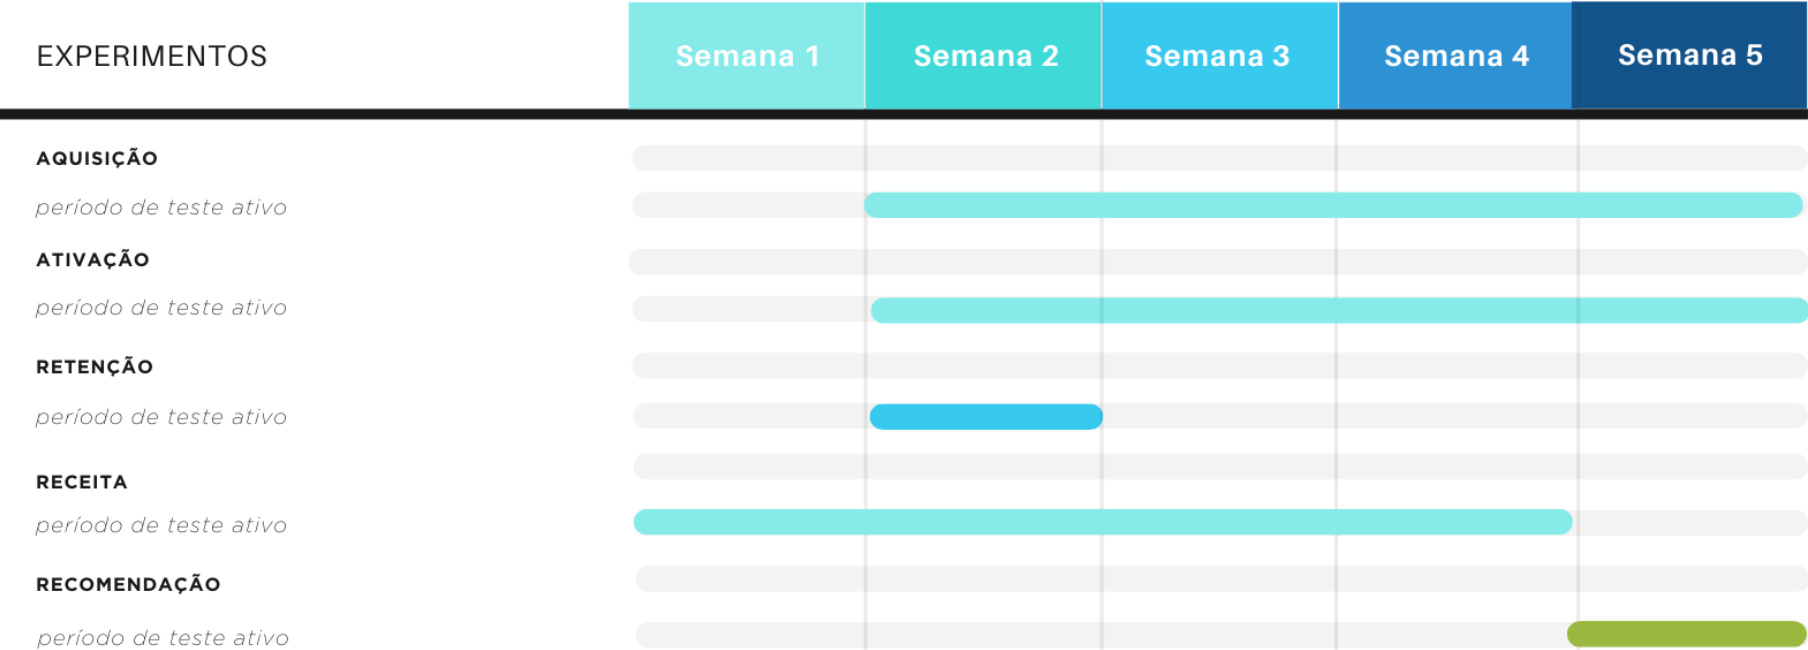 EXPERIMENTOS Semana 1 Semana 2 Semana 3 Semana 4 Semana 5
AQUISIÇÃO
período de teste ativo
ATIVAÇÃO
período de teste ativo
RETENÇÃO
período de teste ativo
RECEITA
período de teste ativo
RECOMENDAÇÃO
período de teste ativo